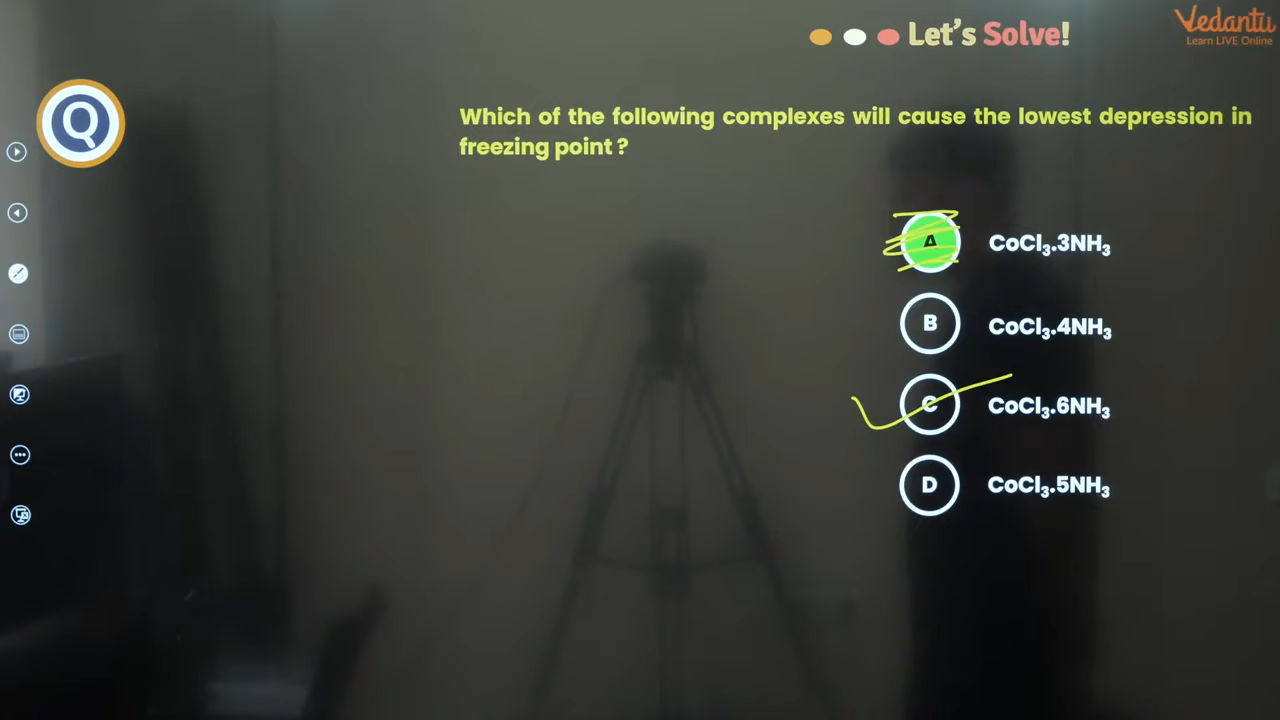 Let's Solve!
Vedantu
Learn LIVE Online
Q
Which of the following complexes will cause the lowest depression in
freezing point ?
A CoCl₃.3NH₃
B CoCl₃.4NH₃
C CoCl₃.6NH₃
D CoCl₃.5NH₃